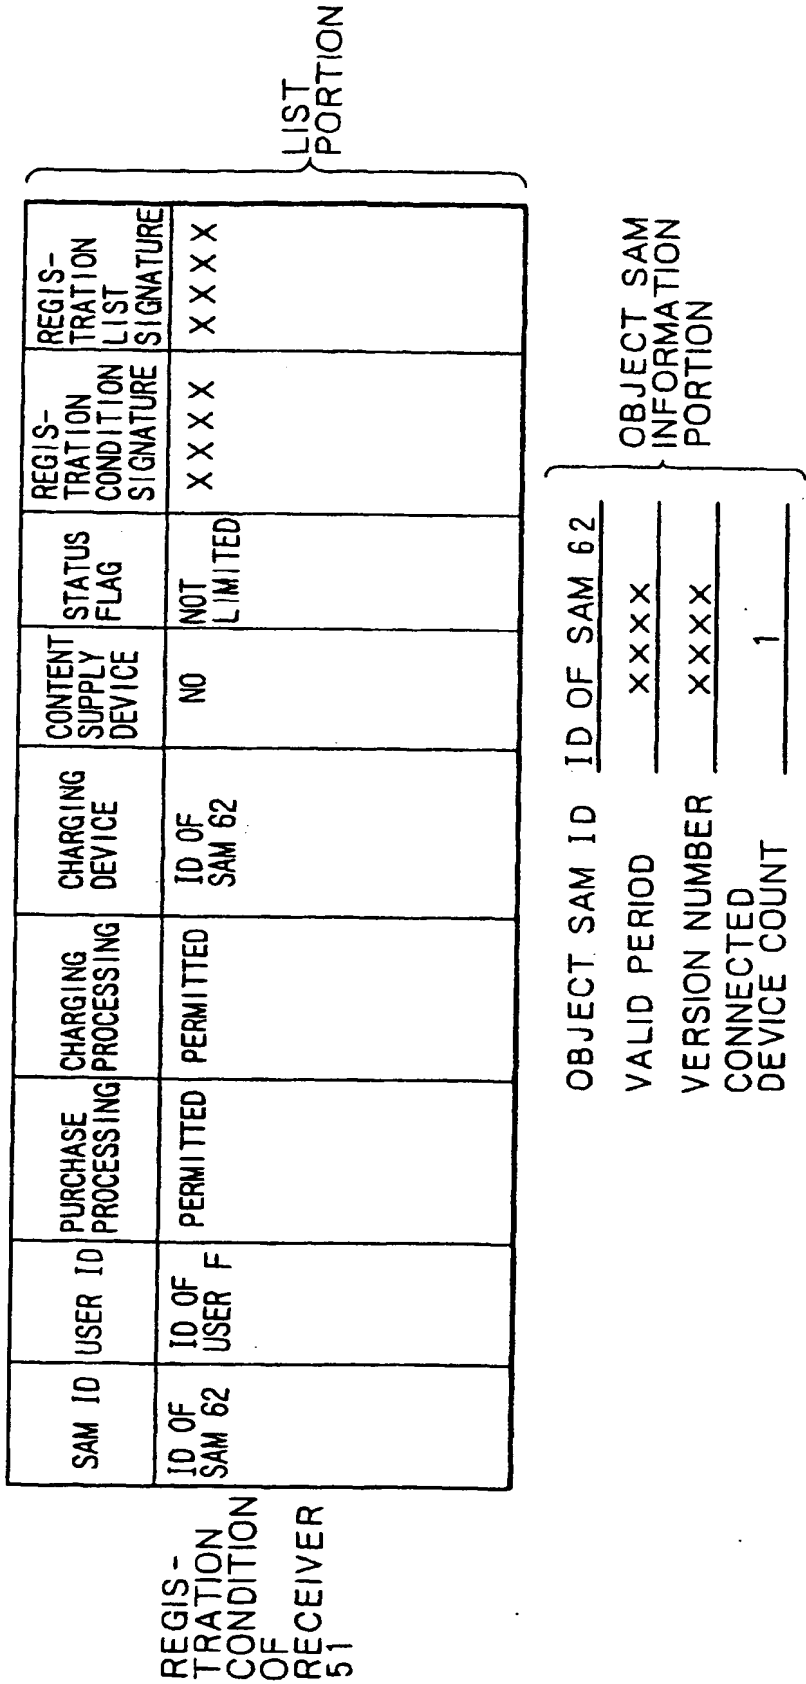 SAM ID
USER ID
PURCHASE
PROCESSING
CHARGING
PROCESSING
CHARGING
DEVICE
CONTENT
SUPPLY
DEVICE
STATUS
FLAG
REGIS-
TRATION
CONDITION
SIGNATURE
REGIS-
TRATION
LIST
SIGNATURE
REGIS-
TRATION
CONDITION
OF
RECEIVER
51
ID OF
SAM 62
ID OF
USER F
PERMITTED
PERMITTED
ID OF
SAM 62
NO
NOT
LIMITED
XXXX
XXXX
LIST
PORTION
OBJECT SAM ID ID OF SAM 62
VALID PERIOD XXXX
VERSION NUMBER XXXX
CONNECTED
DEVICE COUNT 1
OBJECT SAM
INFORMATION
PORTION